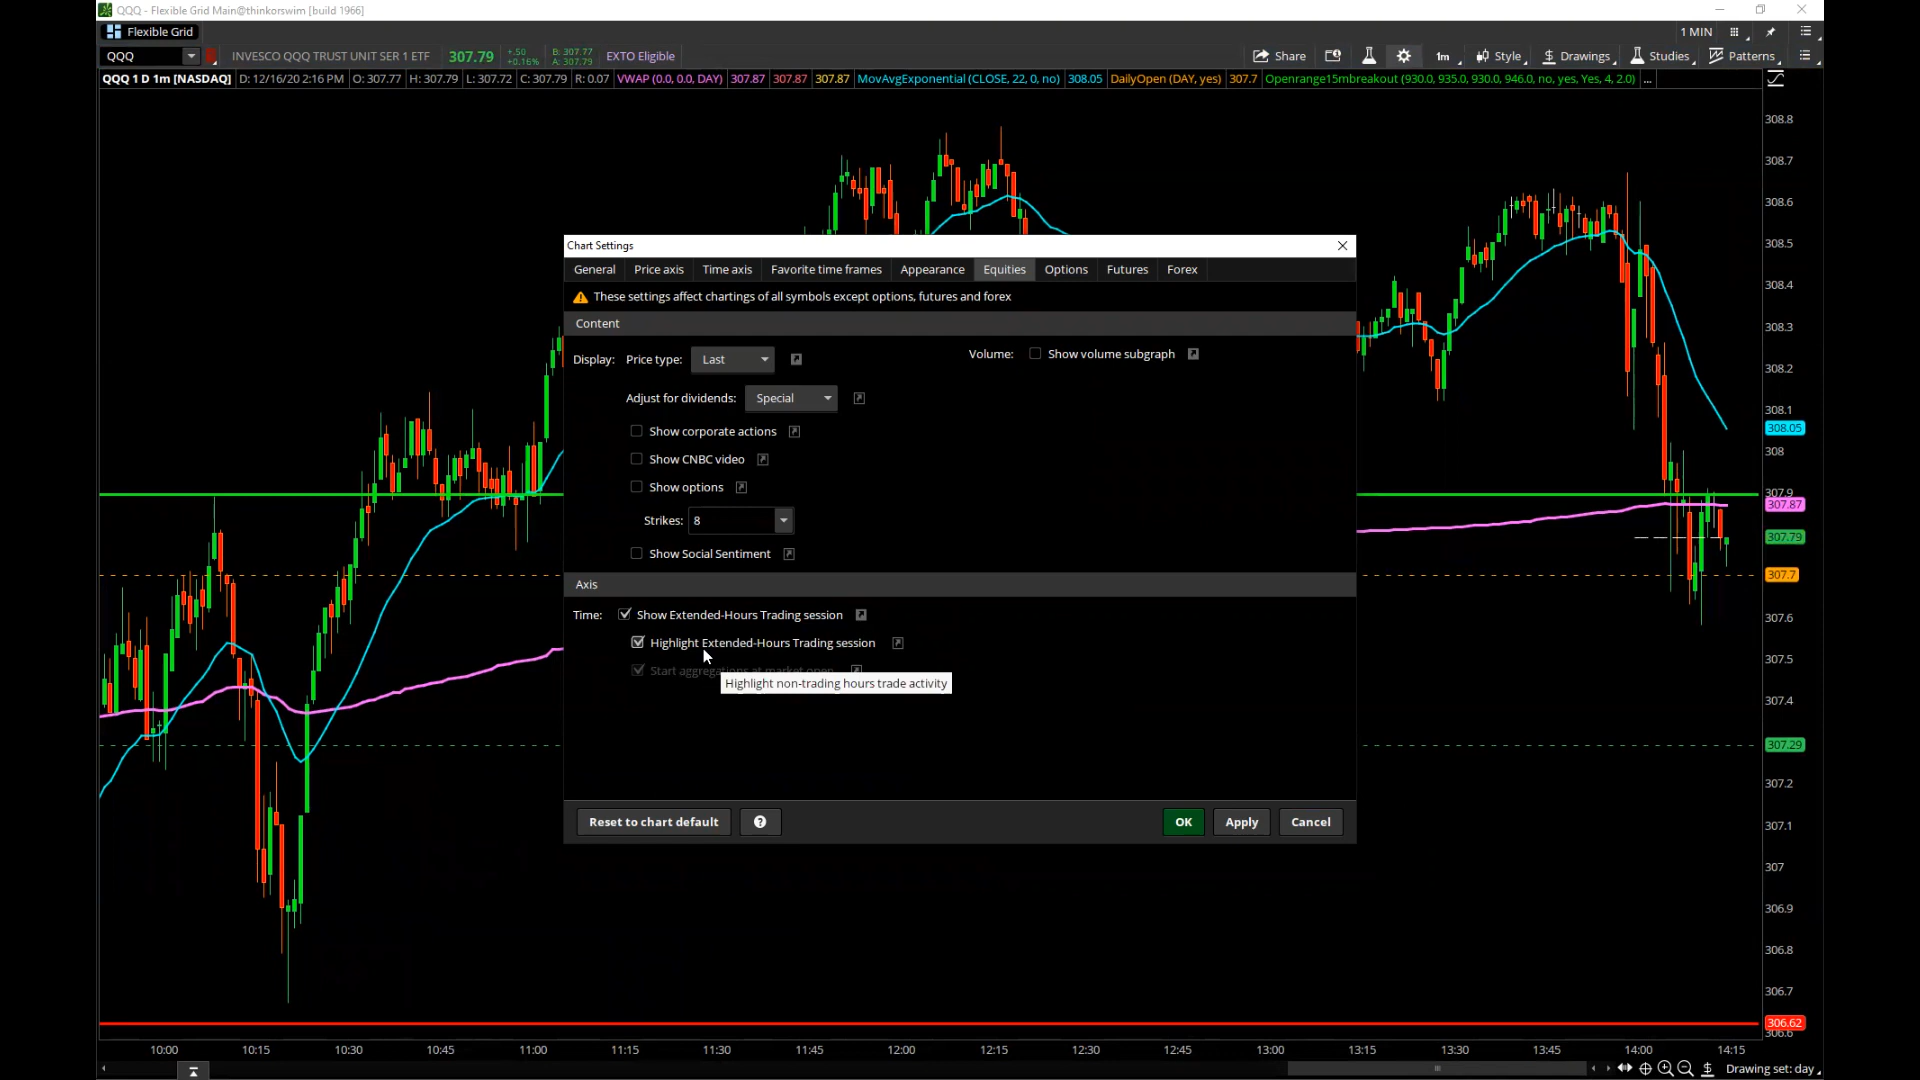 QQQ - Flexible Grid Main@thinkorswim [build 1966]
Flexible Grid
1 MIN
QQQ
INVESCO QQQ TRUST UNIT SER 1 ETF
307.79
+.50
+0.16%
B: 307.77
A: 307.79
EXTO Eligible
Share
1m
Style
Drawings
Studies
Patterns
QQQ 1 D 1m [NASDAQ] D: 12/16/20 2:16 PM O: 307.77 H: 307.79 L: 307.72 C: 307.79 R: 0.07 VWAP (0.0, 0.0, DAY) 307.87 307.87 307.87 MovAvgExponential (CLOSE, 22, 0, no) 308.05 DailyOpen (DAY, yes) 307.7 Openrange15mbreakout (930.0, 935.0, 930.0, 946.0, no, yes, Yes, 4, 2.0) ...
308.8
308.7
308.6
308.5
308.4
308.3
308.2
308.1
308.05
308
307.9
307.87
307.79
307.7
307.6
307.5
307.4
307.29
307.2
307.1
307
306.9
306.8
306.7
306.62
Chart Settings
General Price axis Time axis Favorite time frames Appearance Equities Options Futures Forex
These settings affect chartings of all symbols except options, futures and forex
Content
Display: Price type: Last
Volume: Show volume subgraph
Adjust for dividends: Special
Show corporate actions
Show CNBC video
Show options
Strikes: 8
Show Social Sentiment
Axis
Time: Show Extended-Hours Trading session
Highlight Extended-Hours Trading session
Start aggregations at market open
Highlight non-trading hours trade activity
Reset to chart default
?
OK
Apply
Cancel
10:00 10:15 10:30 10:45 11:00 11:15 11:30 11:45 12:00 12:15 12:30 12:45 13:00 13:15 13:30 13:45 14:00 14:15
Drawing set: day